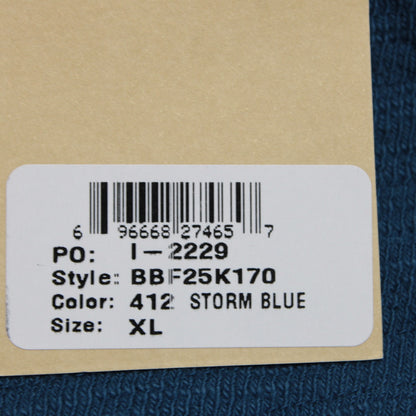 6 96668 27465 7
PO: I-2229
Style: BBF25K170
Color: 412 STORM BLUE
Size: XL